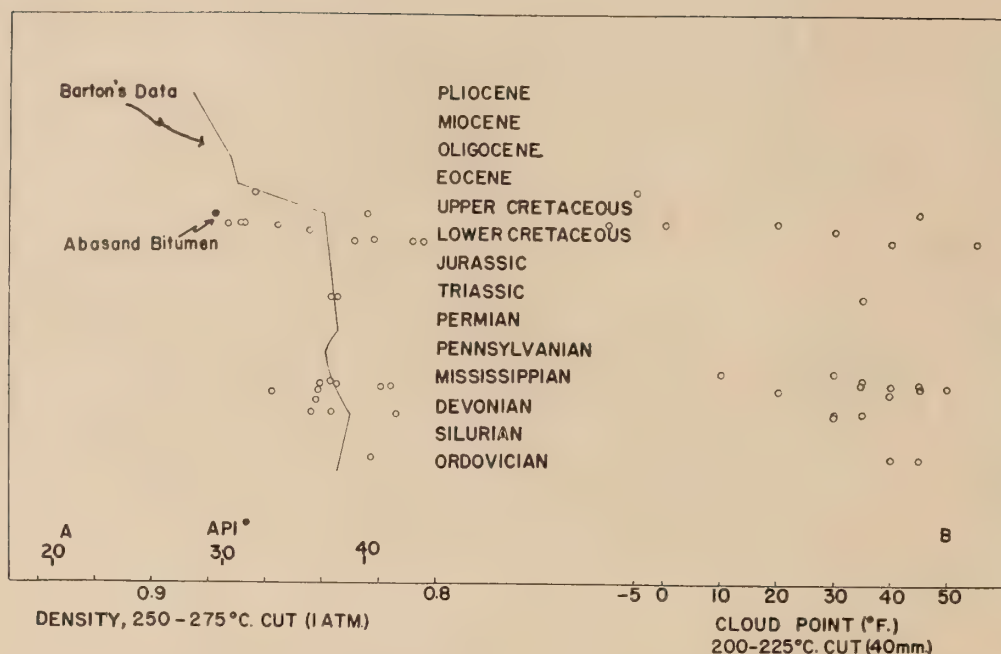 Barton's Data
Abasand Bitumen
PLIOCENE
MIOCENE
OLIGOCENE
EOCENE
UPPER CRETACEOUS
LOWER CRETACEOUS
JURASSIC
TRIASSIC
PERMIAN
PENNSYLVANIAN
MISSISSIPPIAN
DEVONIAN
SILURIAN
ORDOVICIAN
A
API°
B
20 30 40
0.9 0.8
-5 0 10 20 30 40 50
DENSITY, 250-275°C. CUT (1 ATM.)
CLOUD POINT (°F.)
200-225°C. CUT (40mm.)